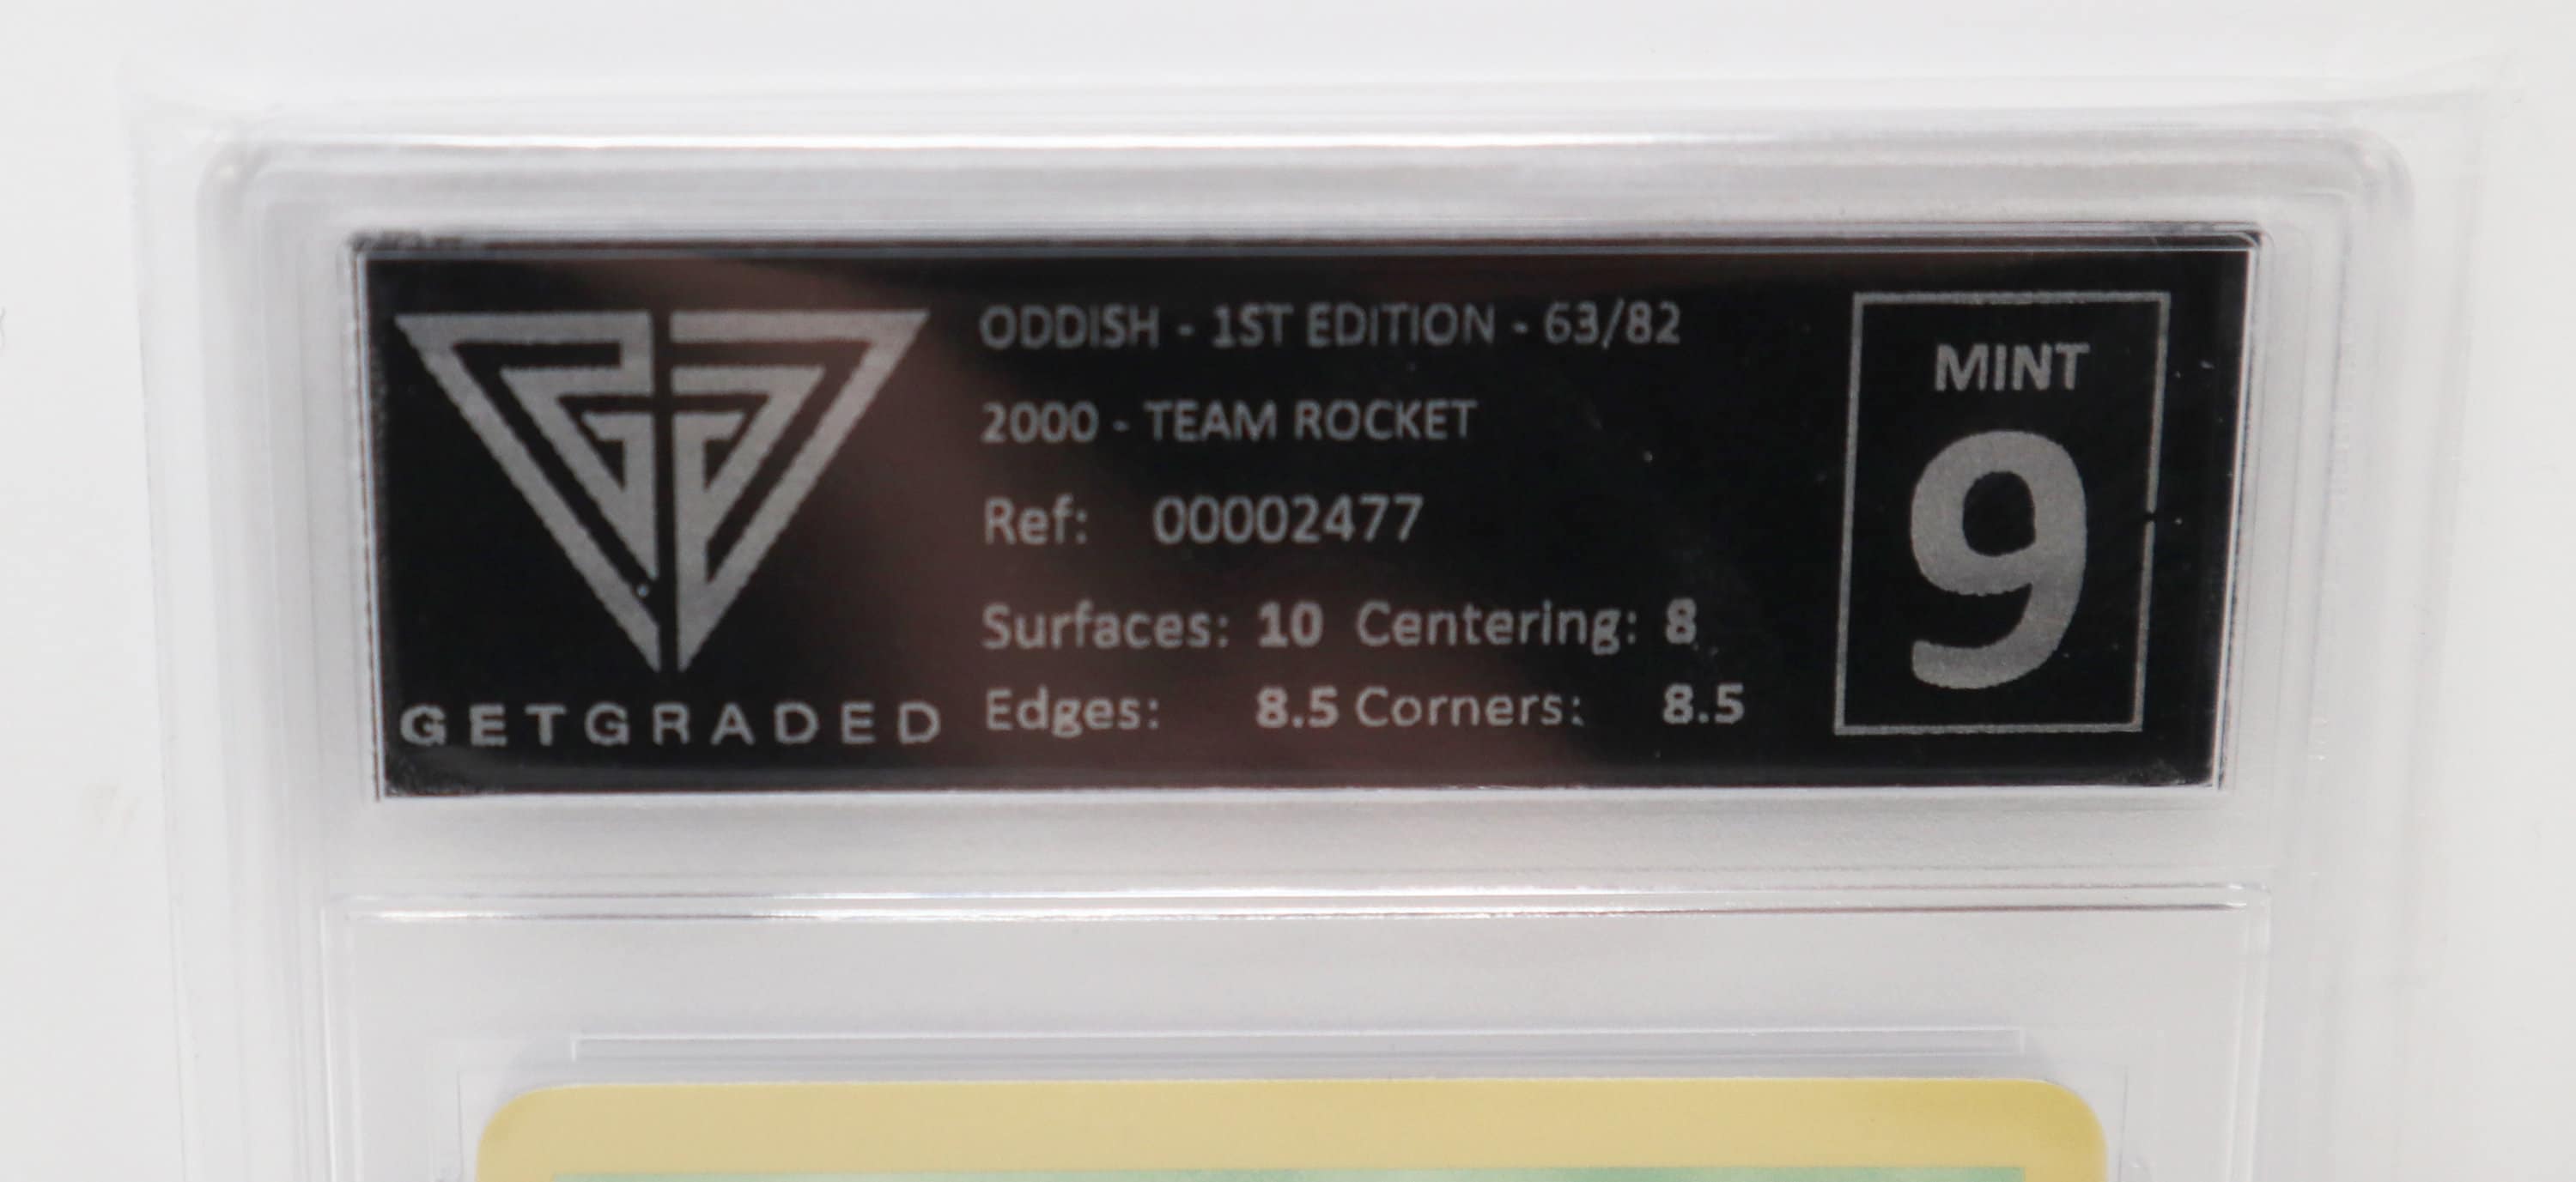 ODDISH - 1ST EDITION - 63/82
2000 - TEAM ROCKET
Ref: 00002477
Surfaces: 10 Centering: 8
Edges: 8.5 Corners: 8.5
GETGRADED
MINT
9